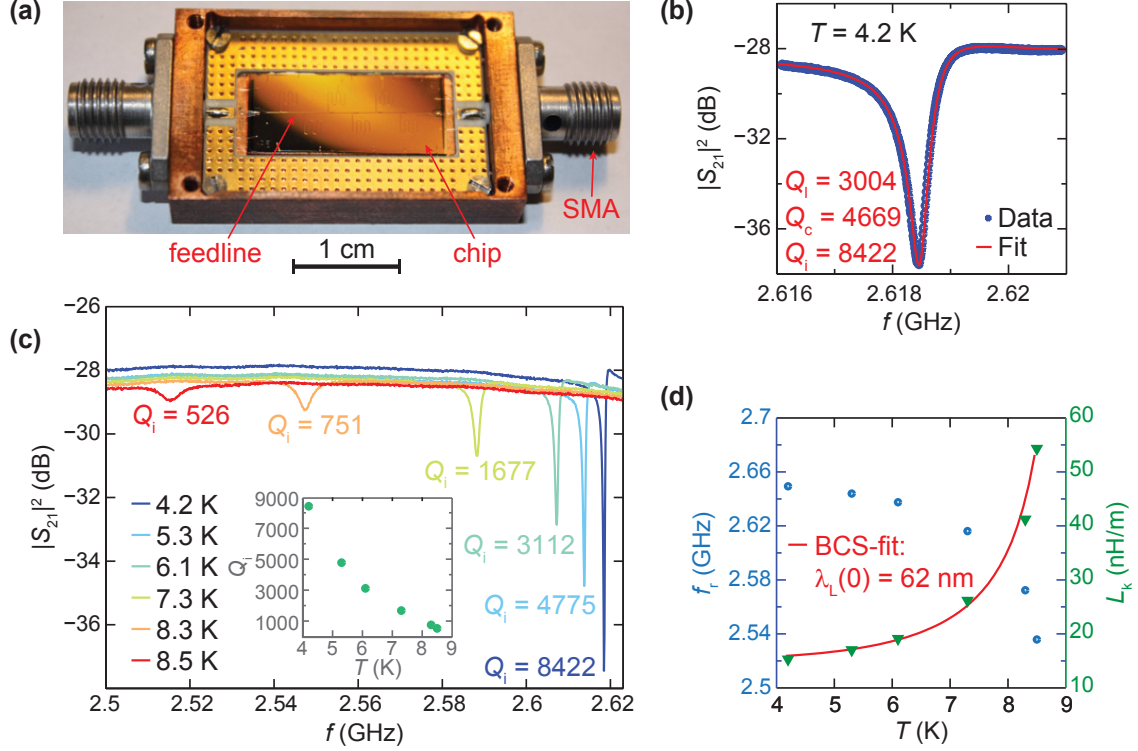 (a)
feedline
chip
SMA
1 cm
(b)
T = 4.2 K
−28
−32
−36
|S21|² (dB)
Ql = 3004
Qc = 4669
Qi = 8422
Data
Fit
2.616
2.618
2.62
f (GHz)
(c)
−26
−28
−30
−32
−34
−36
|S21|² (dB)
Qi = 526
Qi = 751
Qi = 1677
Qi = 3112
Qi = 4775
Qi = 8422
4.2 K
5.3 K
6.1 K
7.3 K
8.3 K
8.5 K
9000
7000
5000
3000
1000
Qi
4 5 6 7 8 9
T (K)
2.5 2.52 2.54 2.56 2.58 2.6 2.62
f (GHz)
(d)
2.7
2.66
2.62
2.58
2.54
2.5
fr (GHz)
BCS-fit:
λL(0) = 62 nm
60
50
40
30
20
10
Lk (nH/m)
4 5 6 7 8 9
T (K)